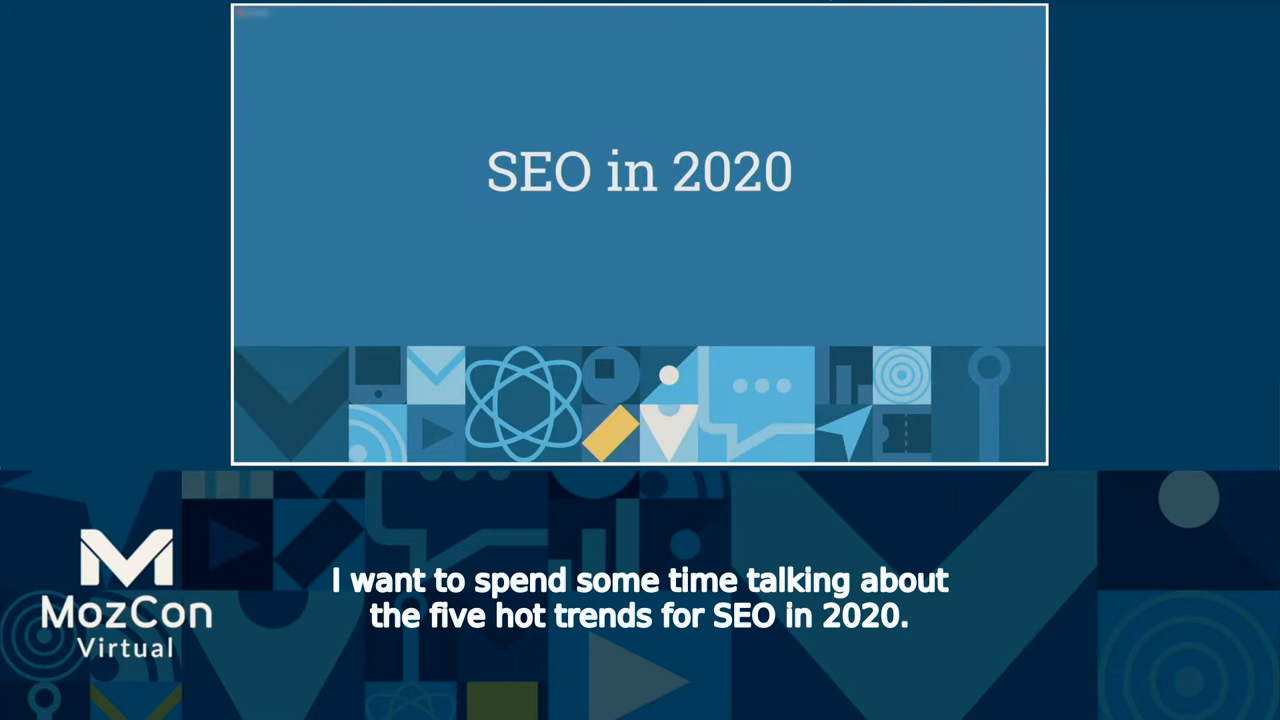 SEO in 2020
I want to spend some time talking about
the five hot trends for SEO in 2020.
MozCon
Virtual